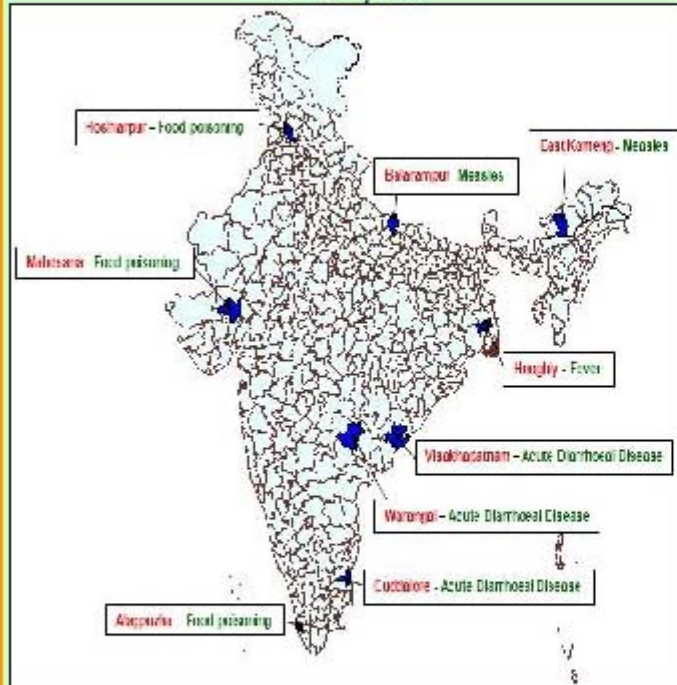 Hoshiarpur – Food poisoning
East Kameng – Measles
Balarampur Measles
Mahesana Food poisoning
Hooghly – Fever
Visakhapatnam – Acute Diarrhoeal Disease
Warangal – Acute Diarrhoeal Disease
Cuddalore – Acute Diarrhoeal Disease
Alappuzha Food poisoning